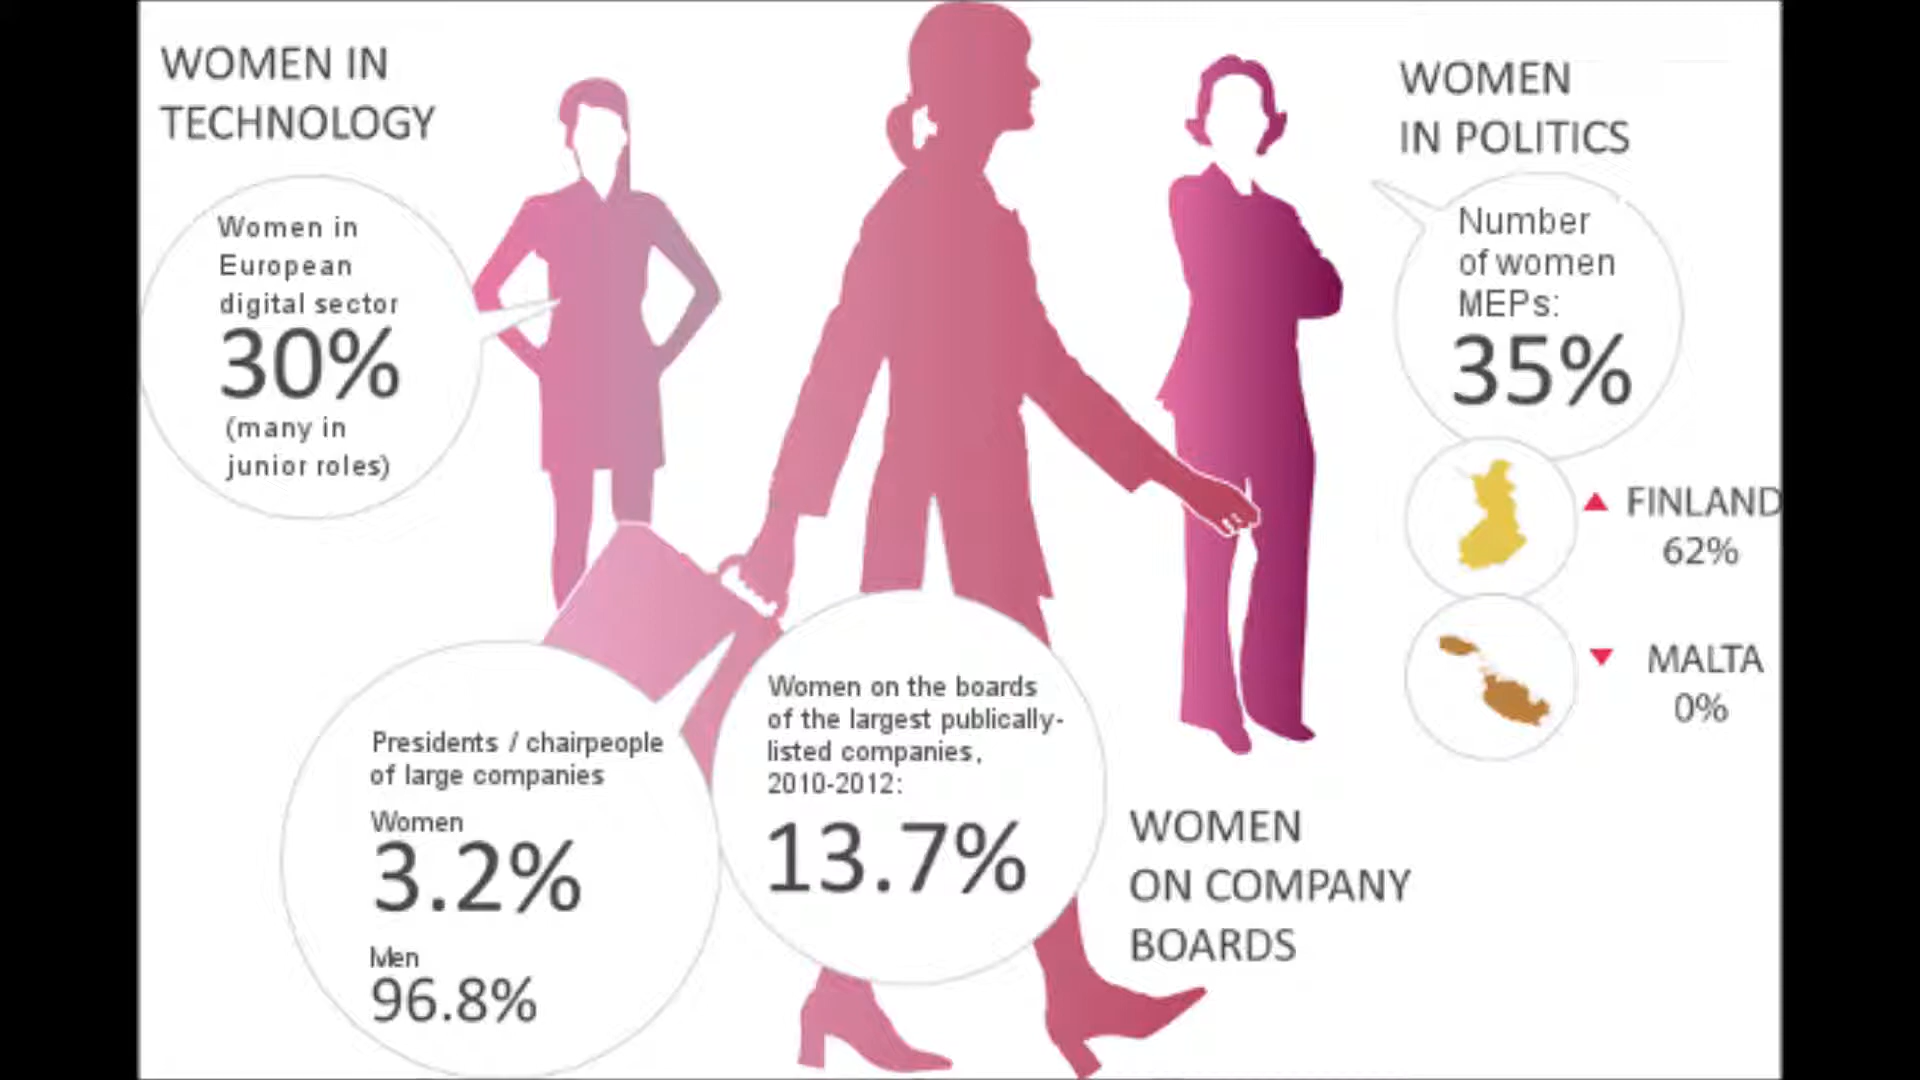 WOMEN IN
TECHNOLOGY
Women in
European
digital sector
30%
(many in
junior roles)
WOMEN
IN POLITICS
Number
of women
MEPs:
35%
FINLAND
62%
MALTA
0%
Presidents / chairpeople
of large companies
Women
3.2%
Men
96.8%
Women on the boards
of the largest publically-
listed companies,
2010-2012:
13.7%
WOMEN
ON COMPANY
BOARDS